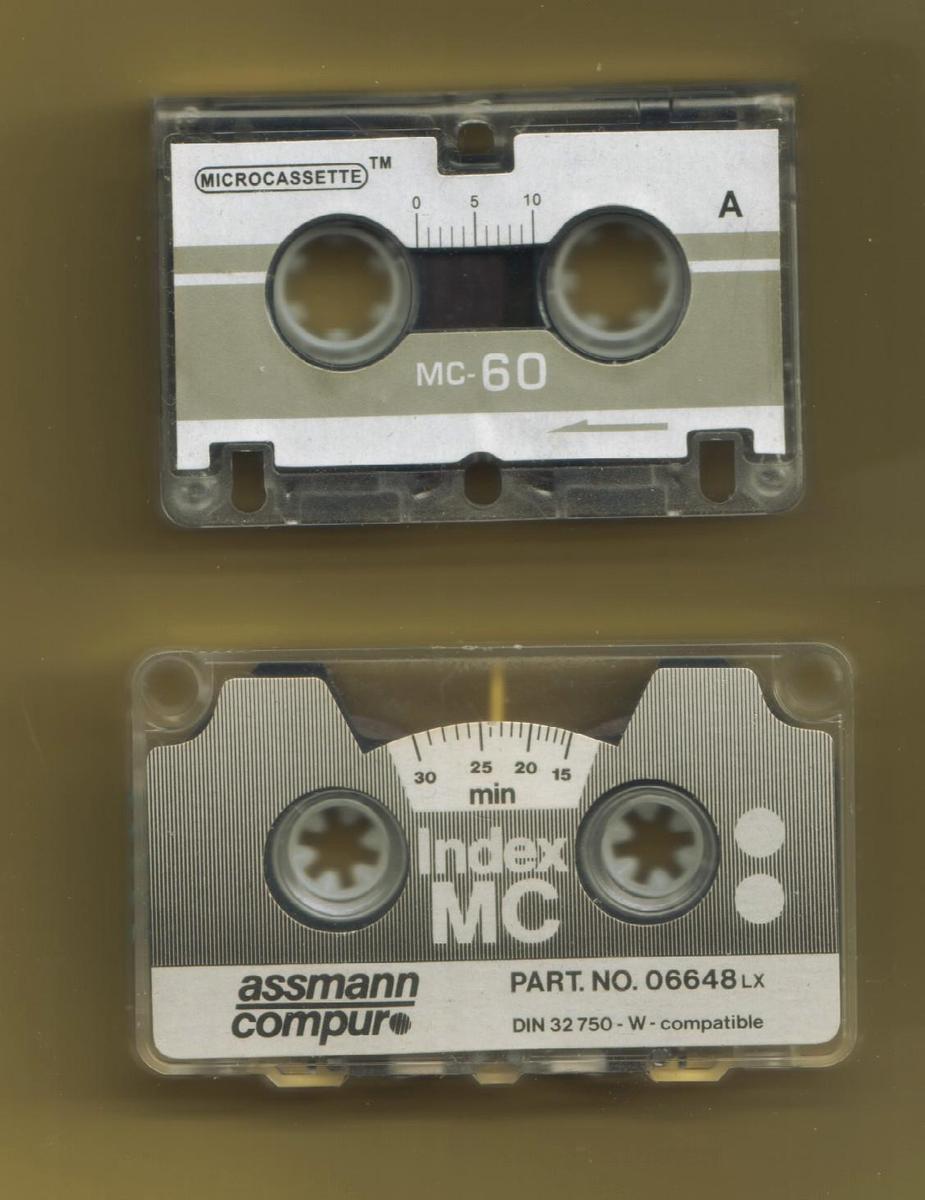 MICROCASSETTE™
0 5 10
A
MC-60
30 25 20 15
min
Index
MC
assmann
compur
PART. NO. 06648 LX
DIN 32 750 - W - compatible